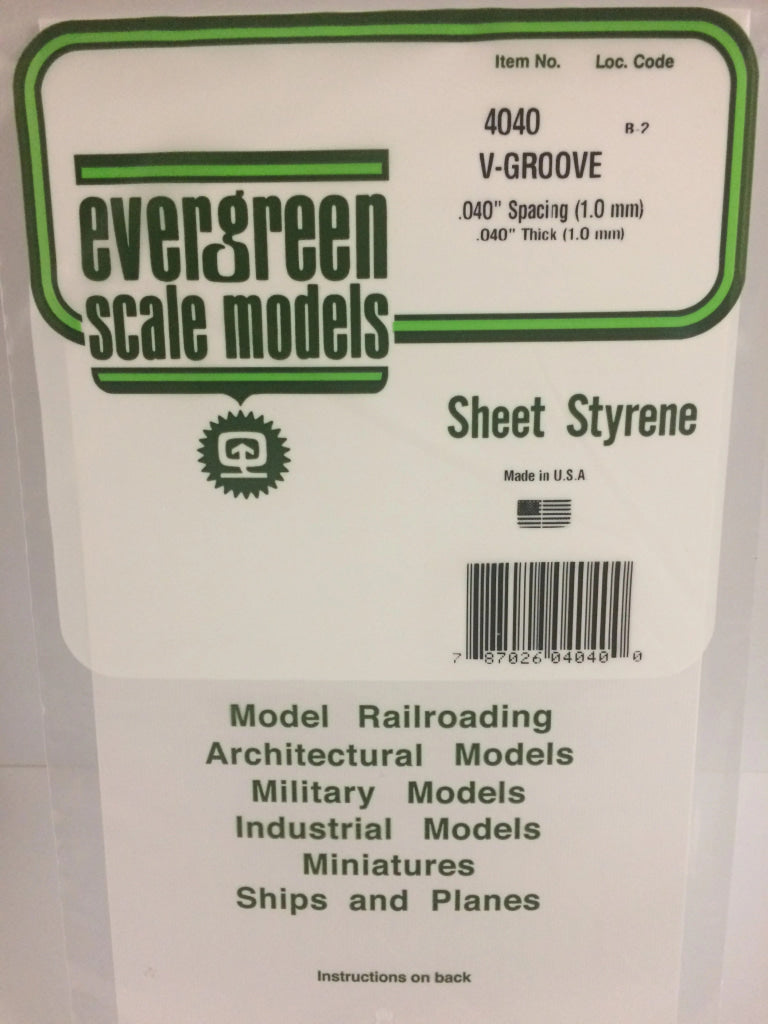 Item No. Loc. Code
4040 B-2
V-GROOVE
.040" Spacing (1.0 mm)
.040" Thick (1.0 mm)
evergreen
scale models
Sheet Styrene
Made in U.S.A
7 87026 04040 0
Model Railroading
Architectural Models
Military Models
Industrial Models
Miniatures
Ships and Planes
Instructions on back